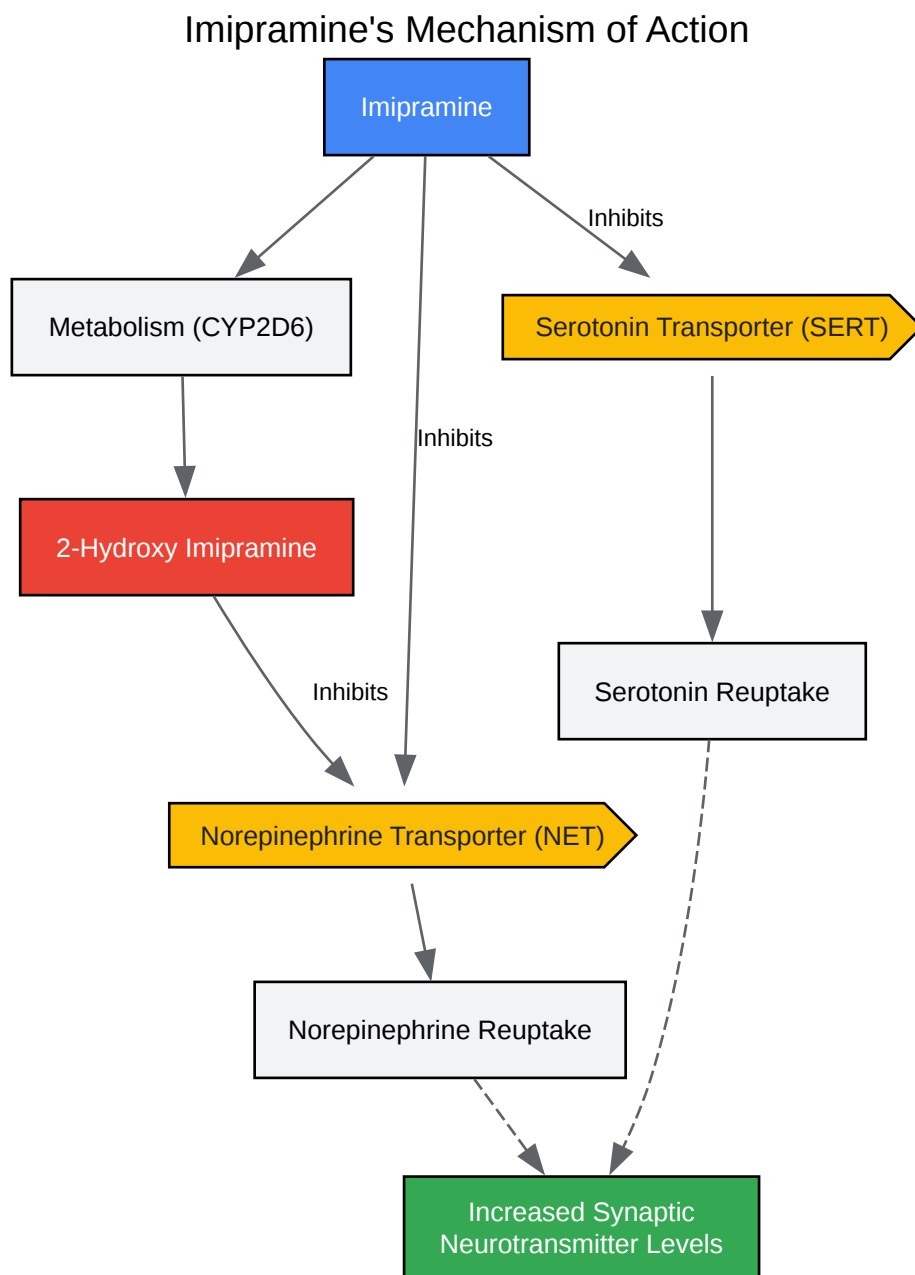 Imipramine's Mechanism of Action
Imipramine
Inhibits
Metabolism (CYP2D6)
Serotonin Transporter (SERT)
Inhibits
2-Hydroxy Imipramine
Inhibits
Serotonin Reuptake
Norepinephrine Transporter (NET)
Norepinephrine Reuptake
Increased Synaptic
Neurotransmitter Levels